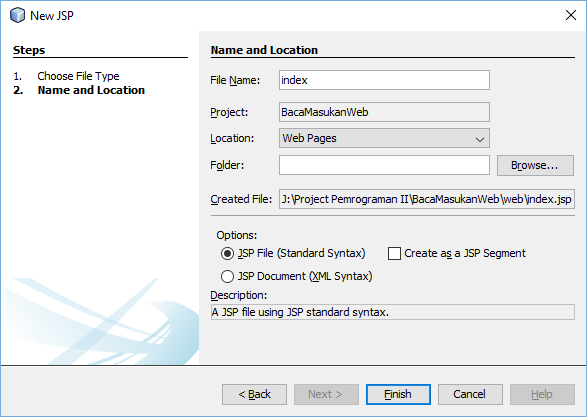 New JSP
Steps
1. Choose File Type
2. Name and Location
Name and Location
File Name: index
Project: BacaMasukanWeb
Location: Web Pages
Folder: Browse...
Created File: J:\Project Pemrograman II\BacaMasukanWeb\web\index.jsp
Options:
JSP File (Standard Syntax) Create as a JSP Segment
JSP Document (XML Syntax)
Description:
A JSP file using JSP standard syntax.
< Back Next > Finish Cancel Help